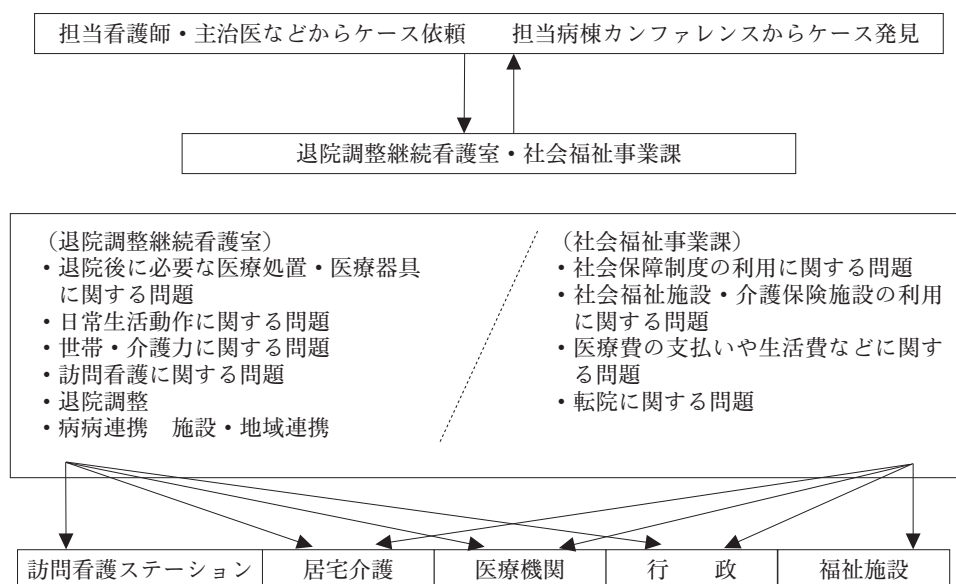 担当看護師・主治医などからケース依頼　　担当病棟カンファレンスからケース発見
退院調整継続看護室・社会福祉事業課
（退院調整継続看護室）
・退院後に必要な医療処置・医療器具
に関する問題
・日常生活動作に関する問題
・世帯・介護力に関する問題
・訪問看護に関する問題
・退院調整
・病病連携　施設・地域連携
（社会福祉事業課）
・社会保障制度の利用に関する問題
・社会福祉施設・介護保険施設の利用
に関する問題
・医療費の支払いや生活費などに関す
る問題
・転院に関する問題
訪問看護ステーション　居宅介護　医療機関　行　　政　福祉施設